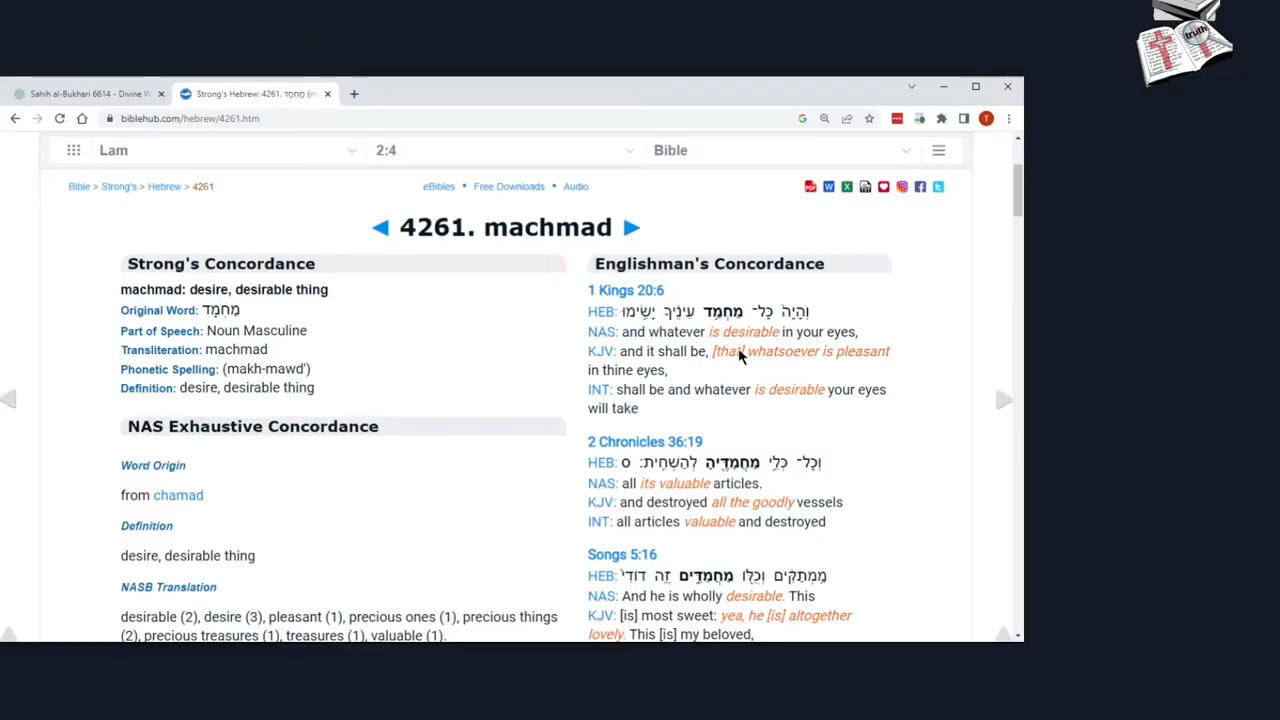 truth
Sahih al-Bukhari 6614 - Divine W
Strong's Hebrew: 4261. מַחְמָד (m
biblehub.com/hebrew/4261.htm
Lam
2:4
Bible
Bible > Strong's > Hebrew > 4261
eBibles • Free Downloads • Audio
4261. machmad
Strong's Concordance
machmad: desire, desirable thing
Original Word: מַחְמָד
Part of Speech: Noun Masculine
Transliteration: machmad
Phonetic Spelling: (makh-mawd')
Definition: desire, desirable thing
NAS Exhaustive Concordance
Word Origin
from chamad
Definition
desire, desirable thing
NASB Translation
desirable (2), desire (3), pleasant (1), precious ones (1), precious things
(2), precious treasures (1), treasures (1), valuable (1).
Englishman's Concordance
1 Kings 20:6
HEB: וְהָיָה֙ כָּל־ מַחְמַ֣ד עֵינֶ֔יךָ יָשִׂ֥ימוּ
NAS: and whatever is desirable in your eyes,
KJV: and it shall be, [that] whatsoever is pleasant
in thine eyes,
INT: shall be and whatever is desirable your eyes
will take
2 Chronicles 36:19
HEB: וְכָל־ כְּלֵ֥י מַחֲמַדֶּ֖יהָ לְהַשְׁחִֽית׃ ס
NAS: all its valuable articles.
KJV: and destroyed all the goodly vessels
INT: all articles valuable and destroyed
Songs 5:16
HEB: מַֽמְתַקִּ֔ים וְכֻלּ֖וֹ מַחֲמַדִּ֑ים זֶ֤ה דוֹדִי֙
NAS: And he is wholly desirable. This
KJV: [is] most sweet: yea, he [is] altogether
lovely. This [is] my beloved,